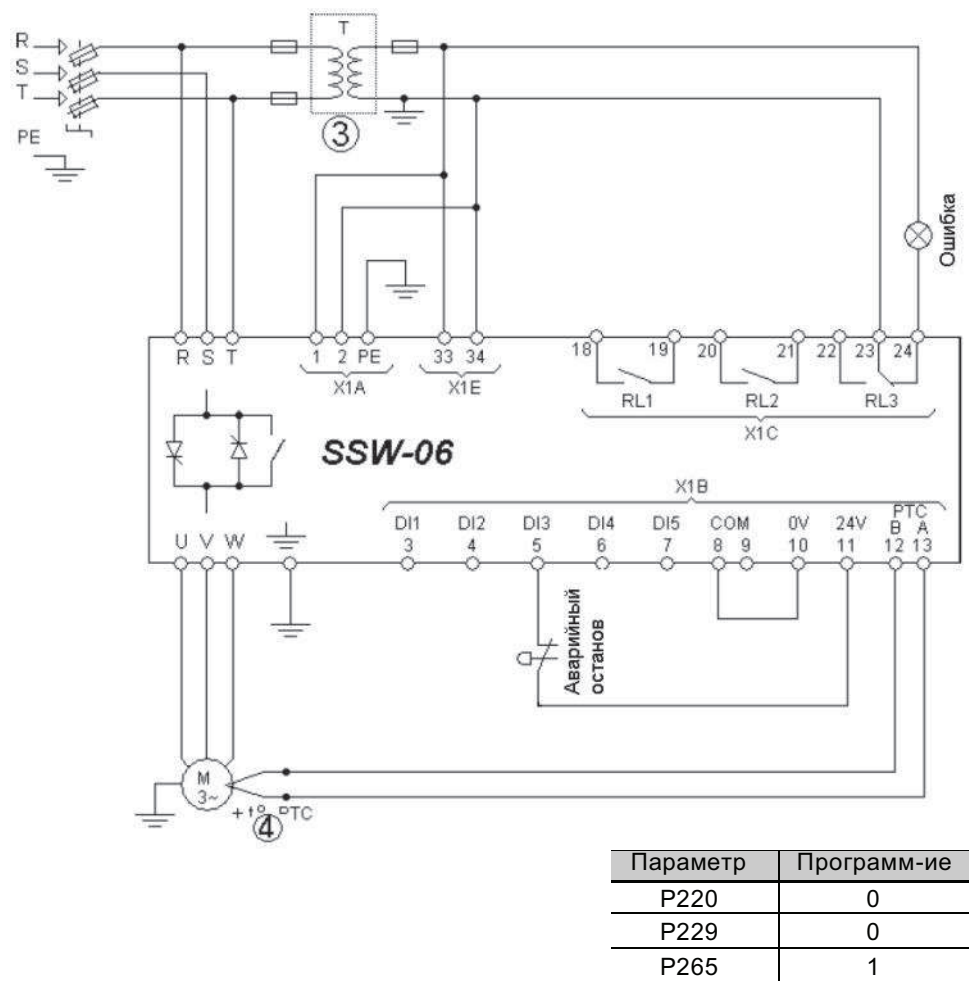 T
R
S
T
PE
3
Ошибка
R S T
1 2 PE
33 34
18 19 20 21 22 23 24
X1A
X1E
RL1 RL2 RL3
X1C
SSW-06
X1B
DI1 DI2 DI3 DI4 DI5 COM 0V 24V PTC
B A
3 4 5 6 7 8 9 10 11 12 13
U V W
Аварийный
останов
M
3~
+ t° PTC
4
Параметр Программ-ие
P220 0
P229 0
P265 1